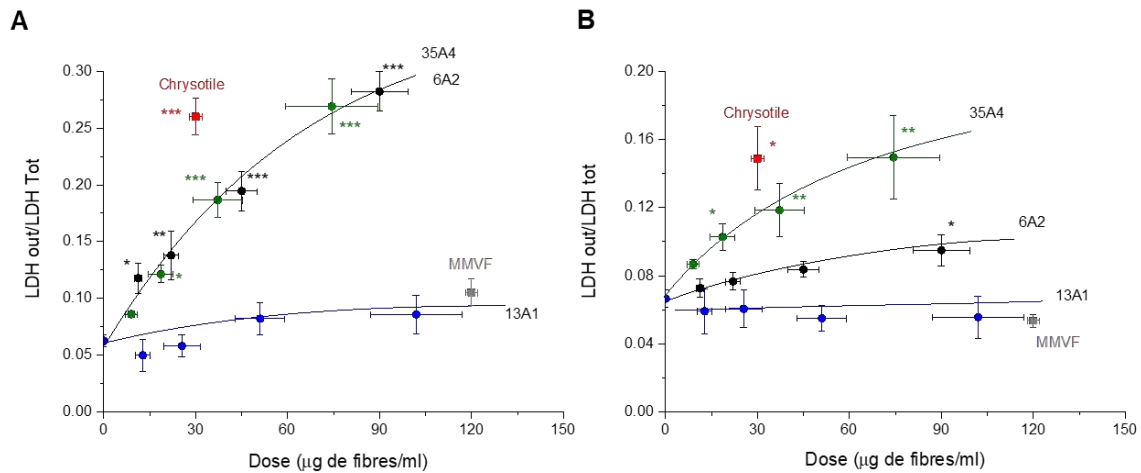 A
B
35A4
6A2
Chrysotile
***
***
***
***
***
**
*
*
MMVF
13A1
LDH out/LDH Tot
0.30
0.25
0.20
0.15
0.10
0.05
0.00
0
30
60
90
120
150
Dose (µg de fibres/ml)
35A4
Chrysotile
*
**
**
*
6A2
*
13A1
MMVF
LDH out/LDH tot
0.20
0.16
0.12
0.08
0.04
0.00
0
30
60
90
120
150
Dose (µg de fibres/ml)